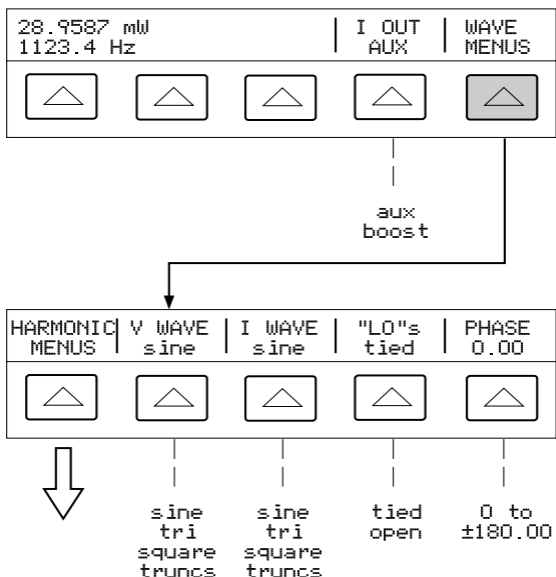 28.9587 mW | I OUT | WAVE
1123.4 Hz | AUX | MENUS
aux
boost
HARMONIC | V WAVE | I WAVE | "LO"s | PHASE
MENUS | sine | sine | tied | 0.00
sine sine tied 0 to
tri tri open ±180.00
square square
truncs truncs